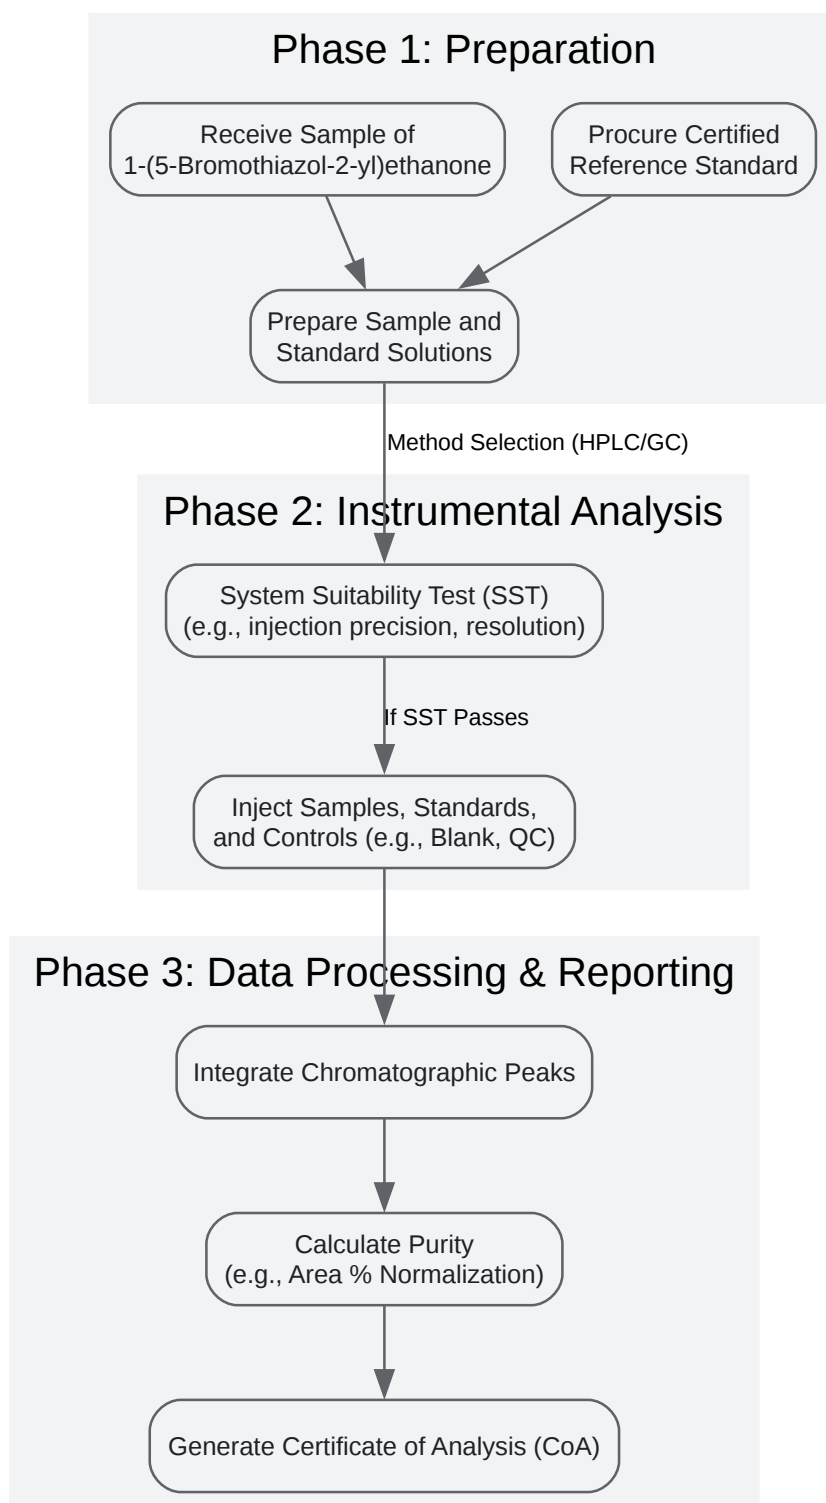 Phase 1: Preparation
Receive Sample of
1-(5-Bromothiazol-2-yl)ethanone
Procure Certified
Reference Standard
Prepare Sample and
Standard Solutions
Method Selection (HPLC/GC)
Phase 2: Instrumental Analysis
System Suitability Test (SST)
(e.g., injection precision, resolution)
If SST Passes
Inject Samples, Standards,
and Controls (e.g., Blank, QC)
Phase 3: Data Processing & Reporting
Integrate Chromatographic Peaks
Calculate Purity
(e.g., Area % Normalization)
Generate Certificate of Analysis (CoA)